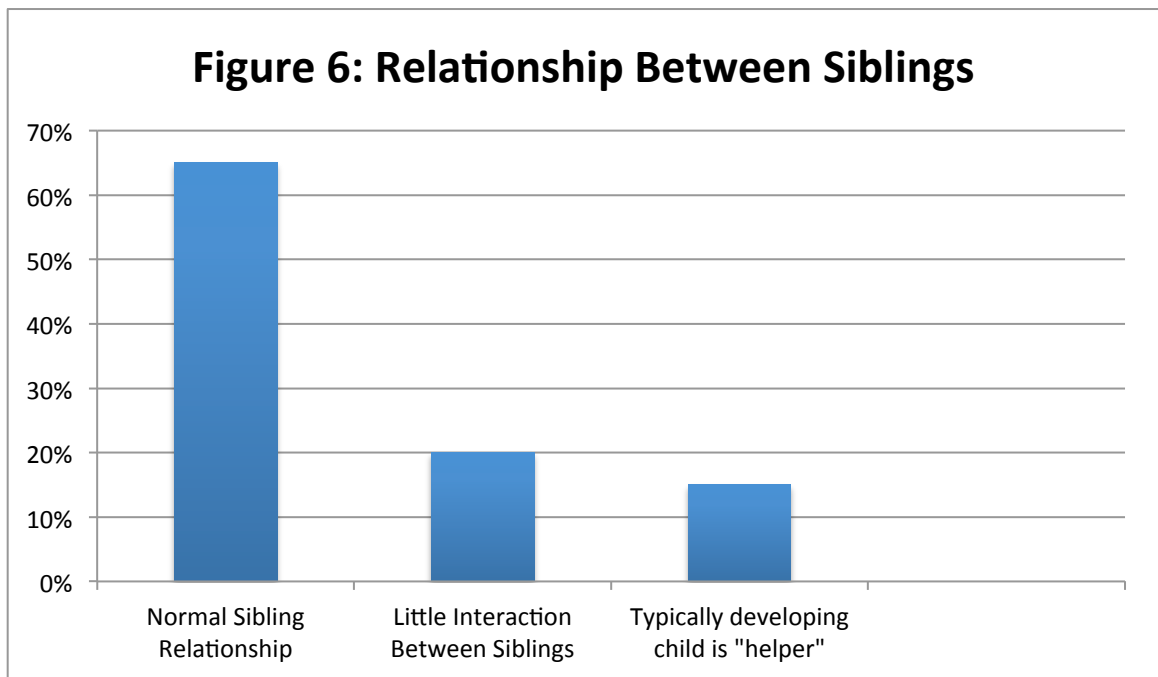 Figure 6: Relationship Between Siblings
70%
60%
50%
40%
30%
20%
10%
0%
Normal Sibling
Relationship
Little Interaction
Between Siblings
Typically developing
child is "helper"